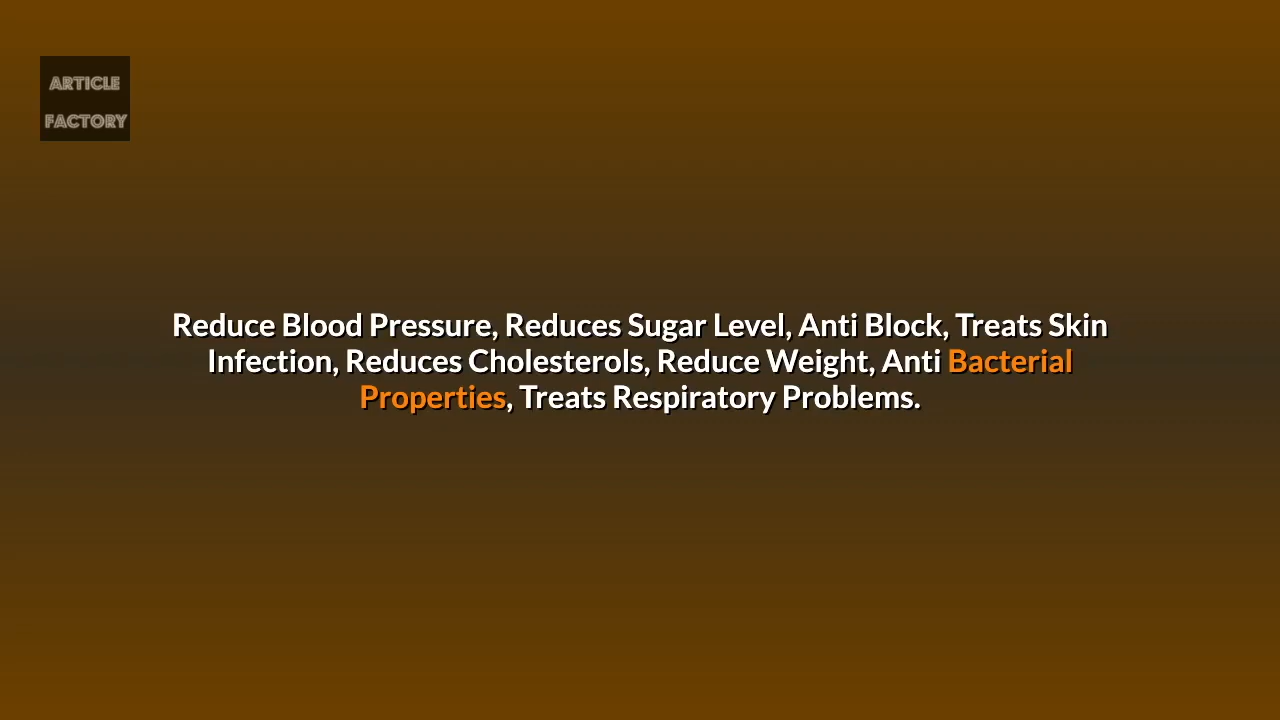 ARTICLE
FACTORY
Reduce Blood Pressure, Reduces Sugar Level, Anti Block, Treats Skin
Infection, Reduces Cholesterols, Reduce Weight, Anti Bacterial
Properties, Treats Respiratory Problems.